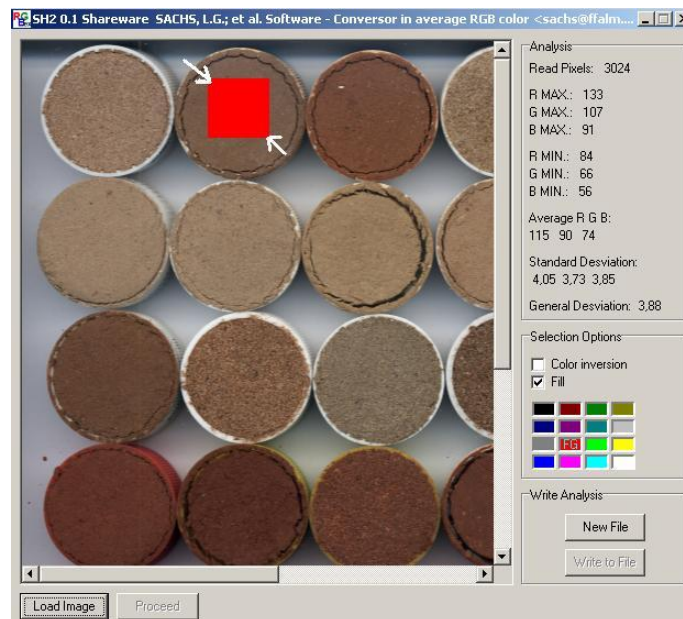 SH2 0.1 Shareware SACHS, L.G.; et al. Software - Conversor in average RGB color <sachs@ffalm....
Analysis
Read Pixels: 3024
R MAX.: 133
G MAX.: 107
B MAX.: 91
R MIN.: 84
G MIN.: 66
B MIN.: 56
Average R G B:
115 90 74
Standard Desviation:
4,05 3,73 3,85
General Desviation: 3,88
Selection Options
Color inversion
Fill
FG
Write Analysis
New File
Write to File
Load Image
Proceed